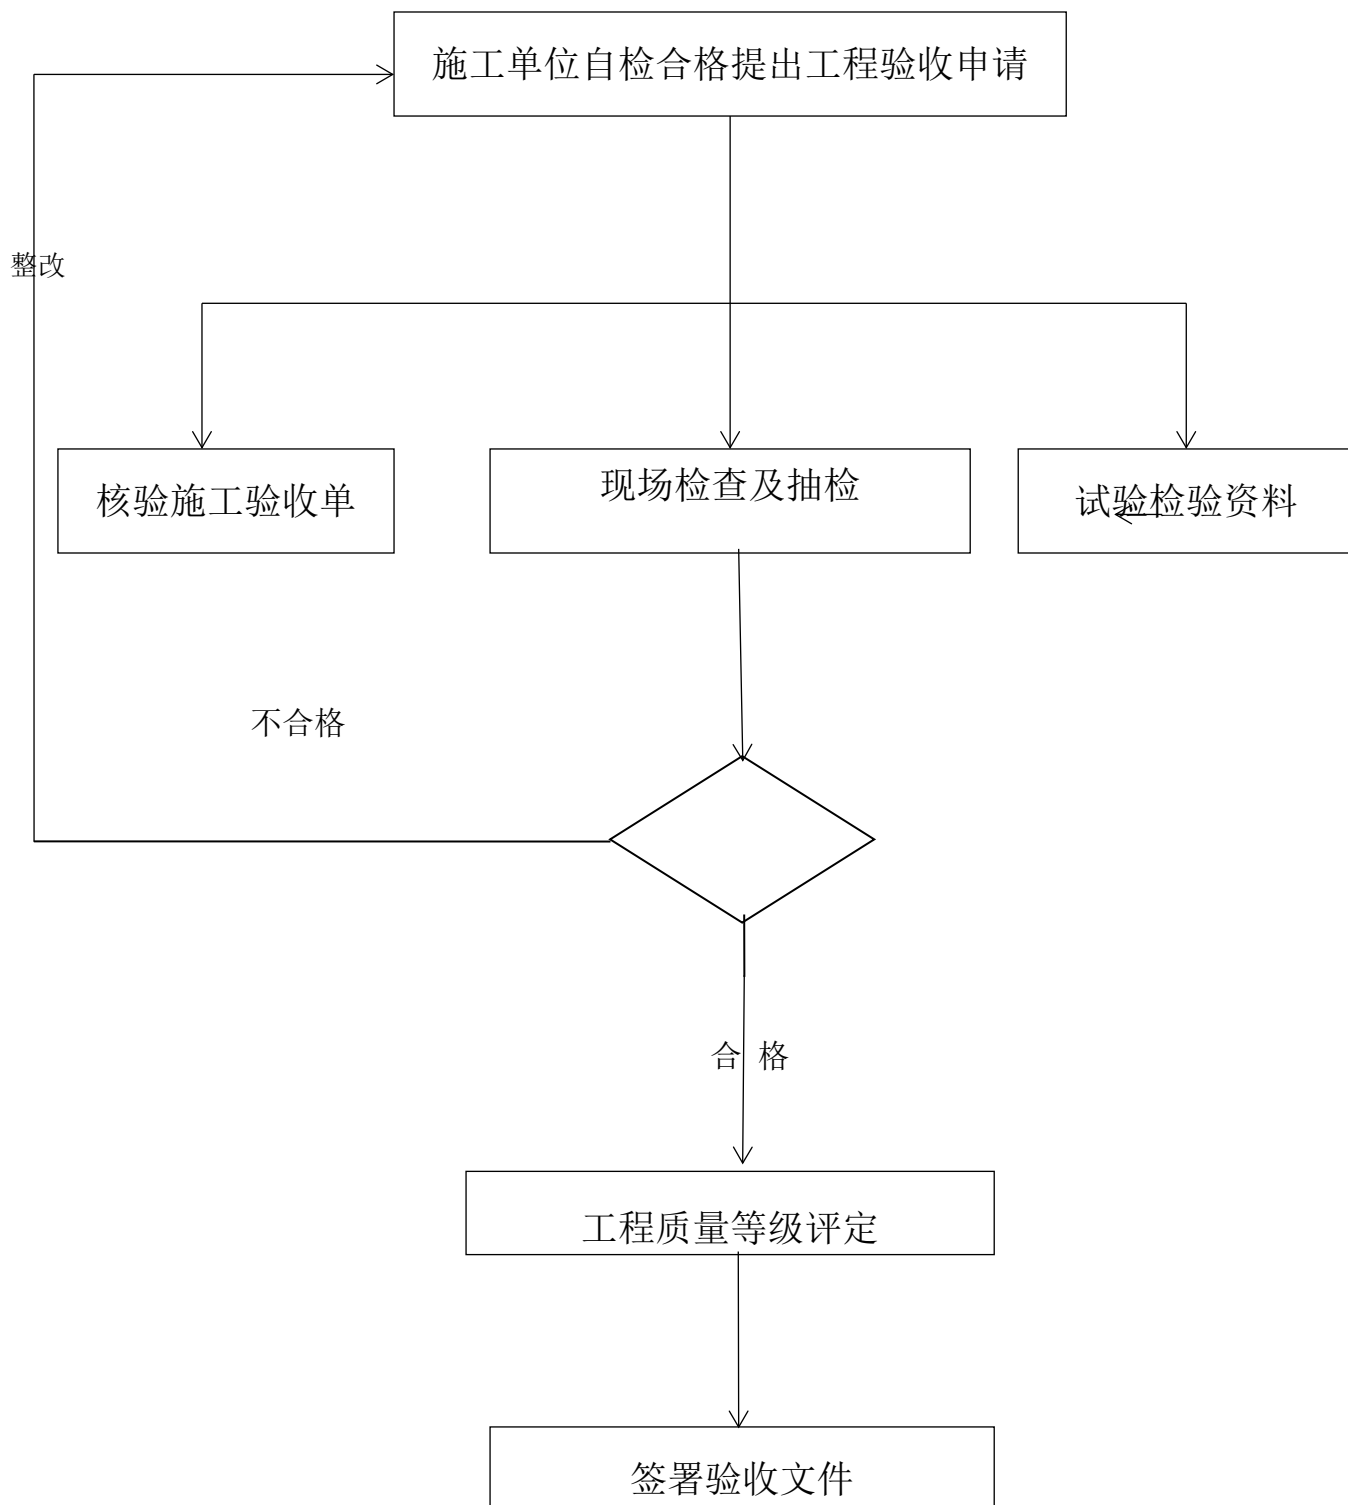 施工单位自检合格提出工程验收申请
整改
核验施工验收单
现场检查及抽检
试验检验资料
不合格
合 格
工程质量等级评定
签署验收文件